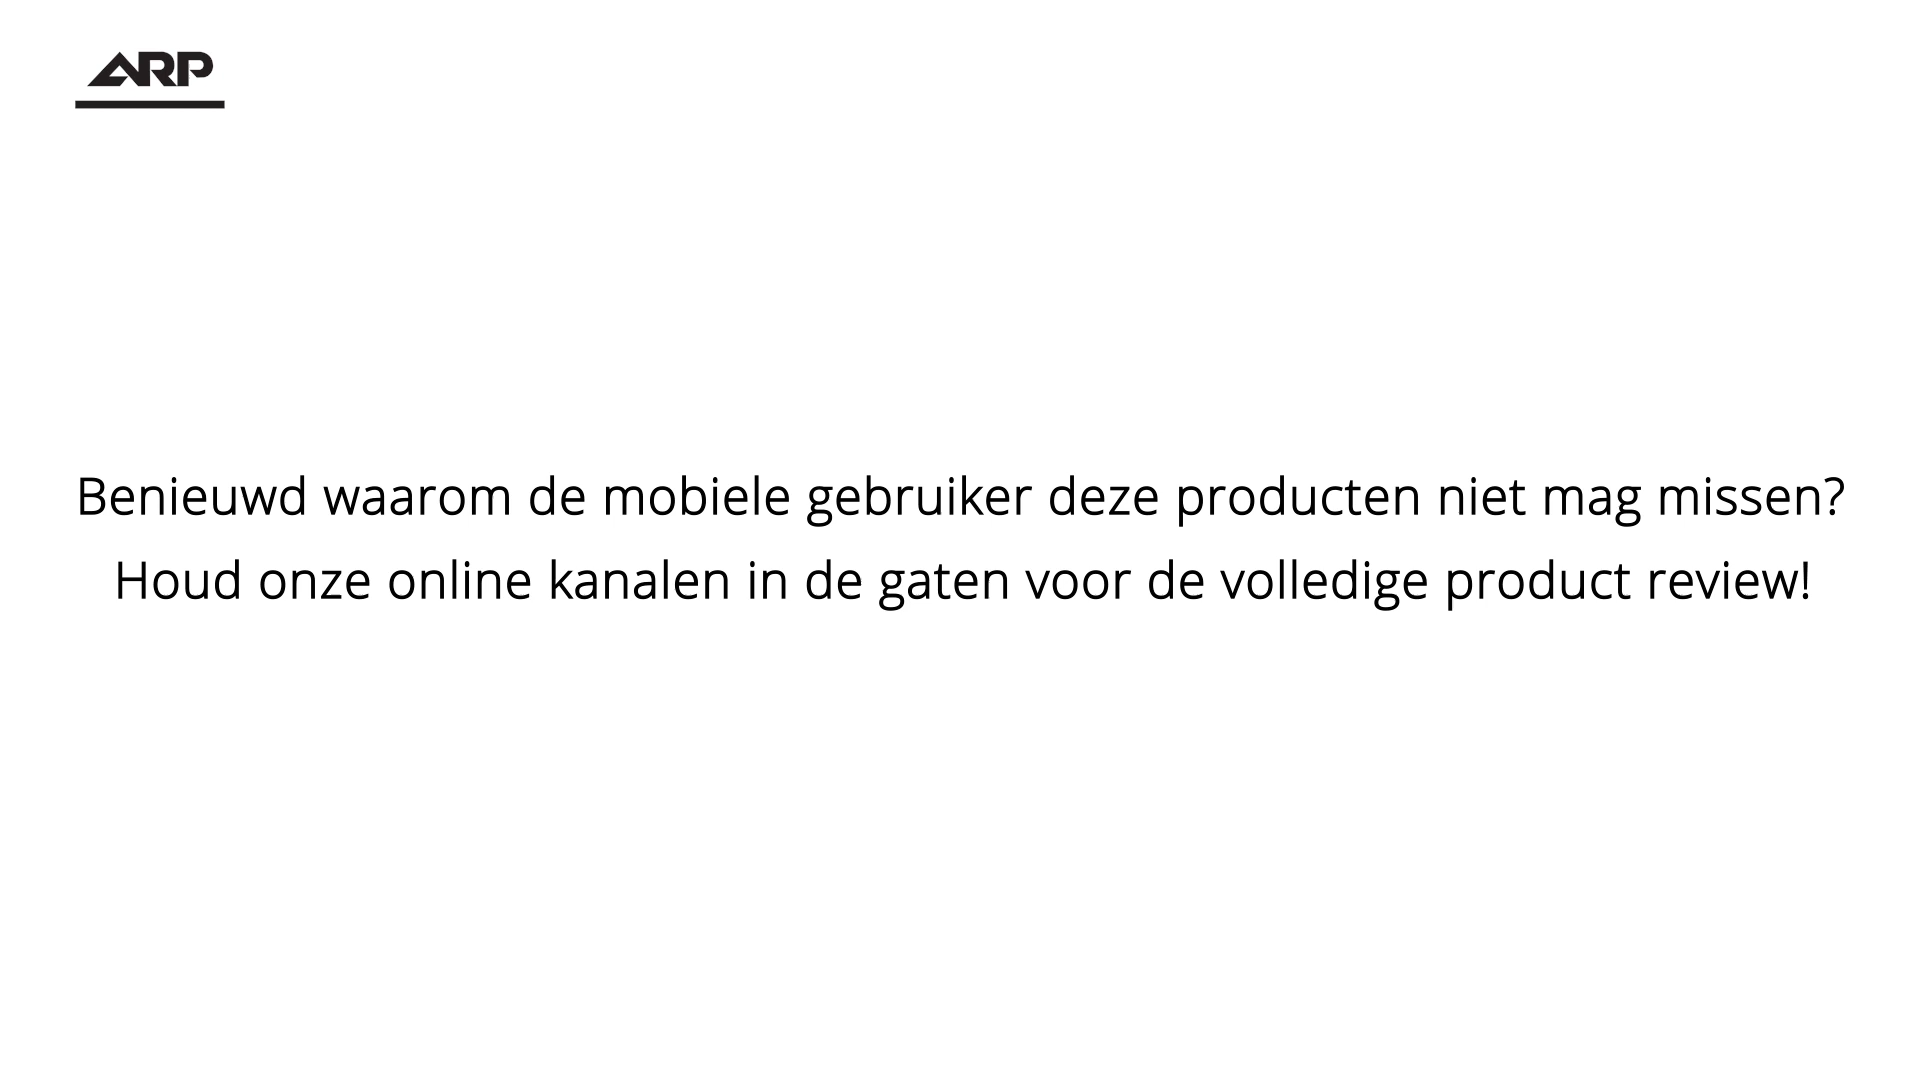 ARP
Benieuwd waarom de mobiele gebruiker deze producten niet mag missen?
Houd onze online kanalen in de gaten voor de volledige product review!